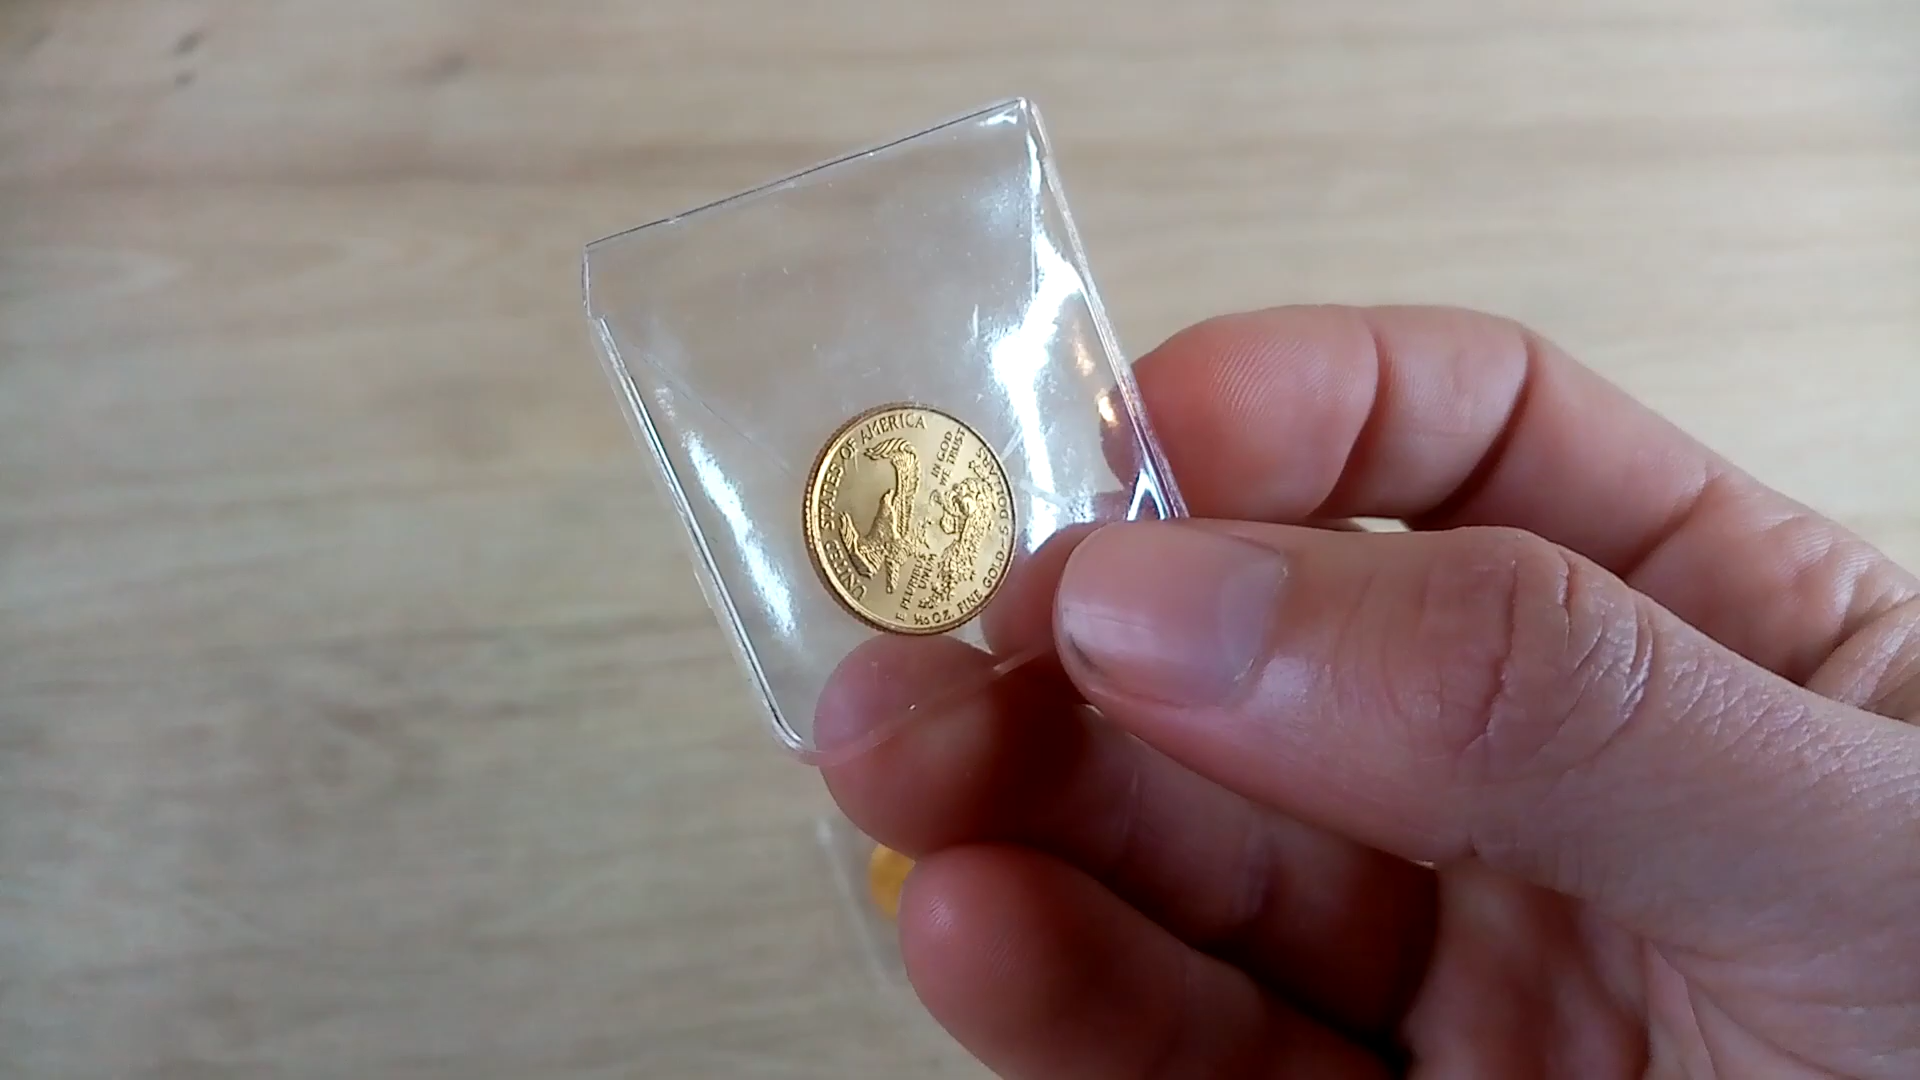 UNITED STATES OF AMERICA
IN GOD
WE TRUST
E PLURIBUS
UNUM
1/10 OZ. FINE GOLD~5 DOLLARS